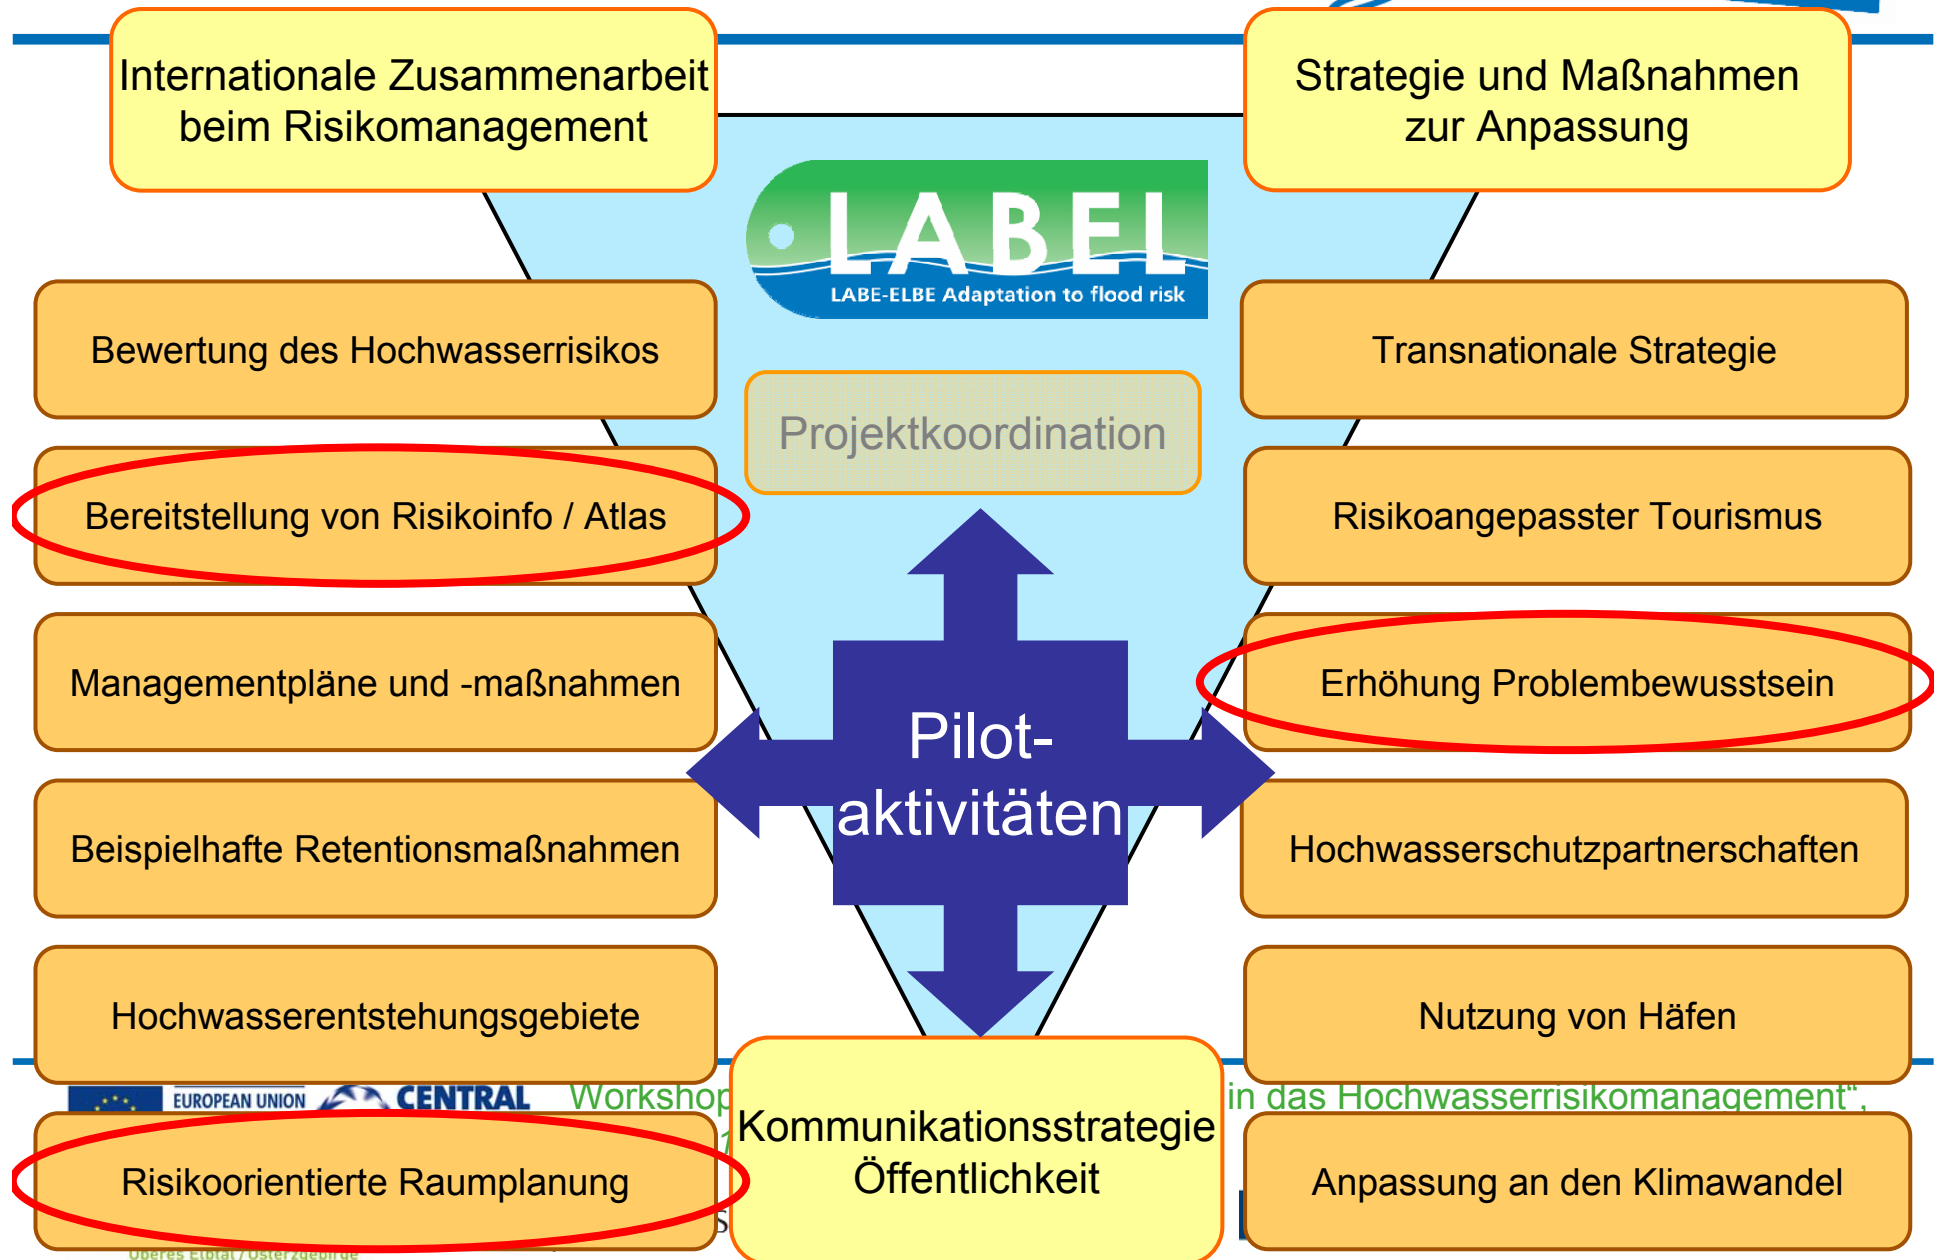 Internationale Zusammenarbeit
beim Risikomanagement
Strategie und Maßnahmen
zur Anpassung
LABEL
LABE-ELBE Adaptation to flood risk
Projektkoordination
Bewertung des Hochwasserrisikos
Bereitstellung von Risikoinfo / Atlas
Managementpläne und -maßnahmen
Beispielhafte Retentionsmaßnahmen
Hochwasserentstehungsgebiete
Risikoorientierte Raumplanung
Pilot-
aktivitäten
Transnationale Strategie
Risikoangepasster Tourismus
Erhöhung Problembewusstsein
Hochwasserschutzpartnerschaften
Nutzung von Häfen
Anpassung an den Klimawandel
Kommunikationsstrategie
Öffentlichkeit
EUROPEAN UNION
CENTRAL
Workshop
in das Hochwasserrisikomanagement“,
Oberes Elbtal / Osterzgebirge